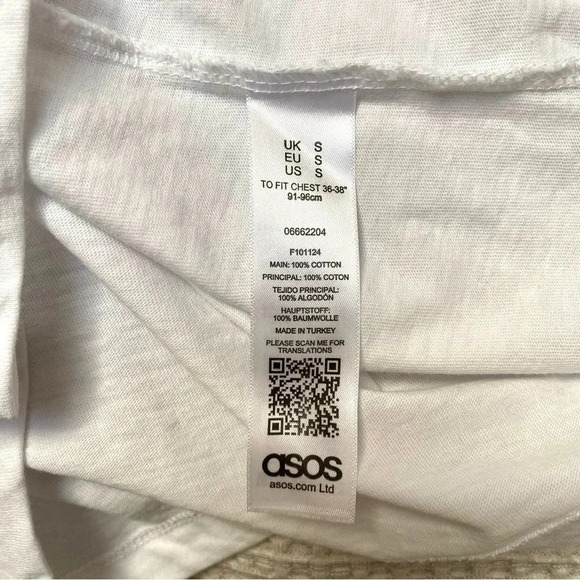 UK S
EU S
US S
TO FIT CHEST 36-38"
91-96cm
06662204
F101124
MAIN: 100% COTTON
PRINCIPAL: 100% COTON
TEJIDO PRINCIPAL:
100% ALGODÓN
HAUPTSTOFF:
100% BAUMWOLLE
MADE IN TURKEY
PLEASE SCAN ME FOR
TRANSLATIONS
asos
asos.com Ltd